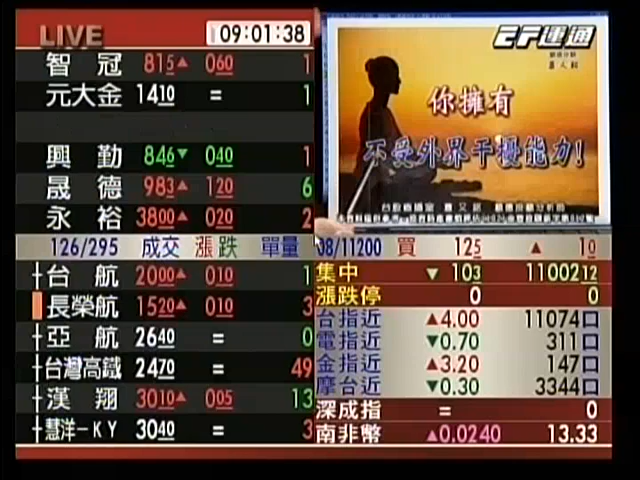 LIVE 09:01:38
智冠 815▲ 060 1
元大金 1410 = 1
興勤 846▼ 040 1
晟德 983▲ 120 6
永裕 3800▲ 020 2
126/295 成交 漲跌 單量
台航 2000▲ 010 1
長榮航 1520▲ 010 3
亞航 2640 = 0
台灣高鐵 2470 = 49
漢翔 3010▲ 005 13
慧洋-KY 3040 = 3
運通
你擁有
不受外界干擾能力!
08/11200 買 125 ▲ 10
集中 ▼ 103 1100212
漲跌停 0 0
台指近 ▲4.00 11074口
電指近 ▼0.70 311口
金指近 ▲3.20 147口
摩台近 ▼0.30 3344口
深成指 = 0
南非幣 ▲0.0240 13.33